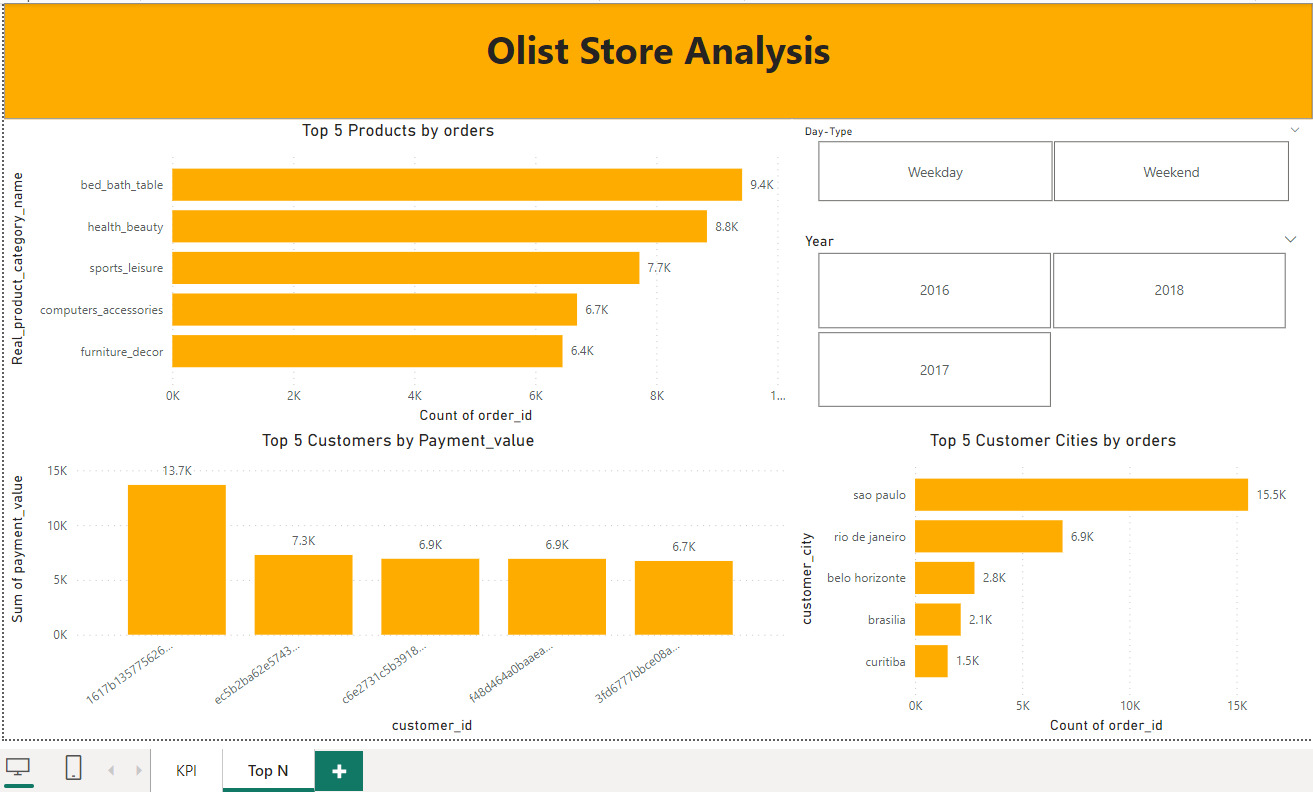 Olist Store Analysis
Top 5 Products by orders
Real_product_category_name
bed_bath_table
9.4K
health_beauty
8.8K
sports_leisure
7.7K
computers_accessories
6.7K
furniture_decor
6.4K
0K 2K 4K 6K 8K 1...
Count of order_id
Day-Type
Weekday Weekend
Year
2016 2018
2017
Top 5 Customers by Payment_value
Sum of payment_value
15K
10K
5K
0K
13.7K 7.3K 6.9K 6.9K 6.7K
1617b135775626... ec5b2ba62e5743... c6e2731c5b3918... f48d464a0baaea... 3fd6777bbce08a...
customer_id
Top 5 Customer Cities by orders
customer_city
sao paulo
15.5K
rio de janeiro
6.9K
belo horizonte
2.8K
brasilia
2.1K
curitiba
1.5K
0K 5K 10K 15K
Count of order_id
KPI Top N +